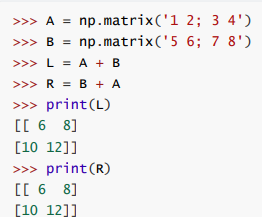 >>> A = np.matrix('1 2; 3 4')
>>> B = np.matrix('5 6; 7 8')
>>> L = A + B
>>> R = B + A
>>> print(L)
[[ 6  8]
[10 12]]
>>> print(R)
[[ 6  8]
[10 12]]